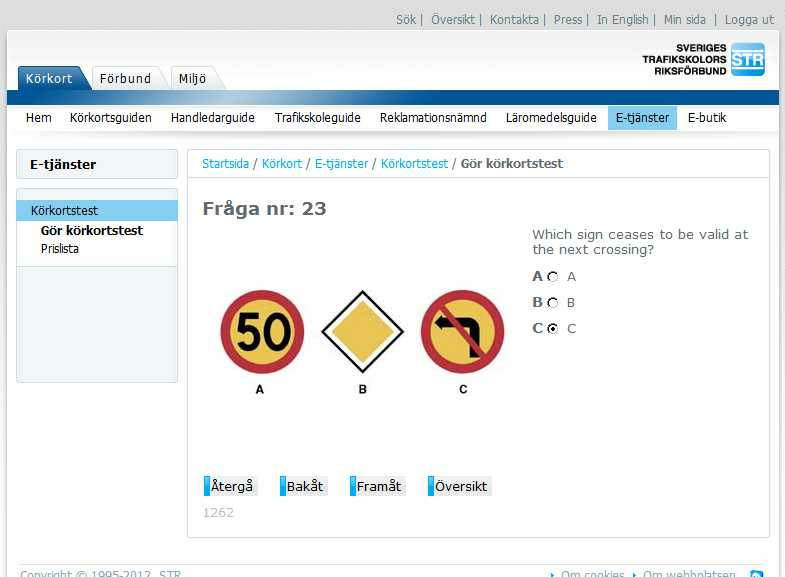 Sök | Översikt | Kontakta | Press | In English | Min sida | Logga ut
SVERIGES
TRAFIKSKOLORS
RIKSFÖRBUND
STR
Körkort Förbund Miljö
Hem Körkortsguiden Handledarguide Trafikskoleguide Reklamationsnämnd Läromedelsguide E-tjänster E-butik
E-tjänster
Körkortstest
Gör körkortstest
Prislista
Startsida / Körkort / E-tjänster / Körkortstest / Gör körkortstest
Fråga nr: 23
Which sign ceases to be valid at
the next crossing?
A A
B B
C C
50
A B C
Återgå Bakåt Framåt Översikt
1262
Copyright © 1995-2012, STR Om cookies Om webbplatsen